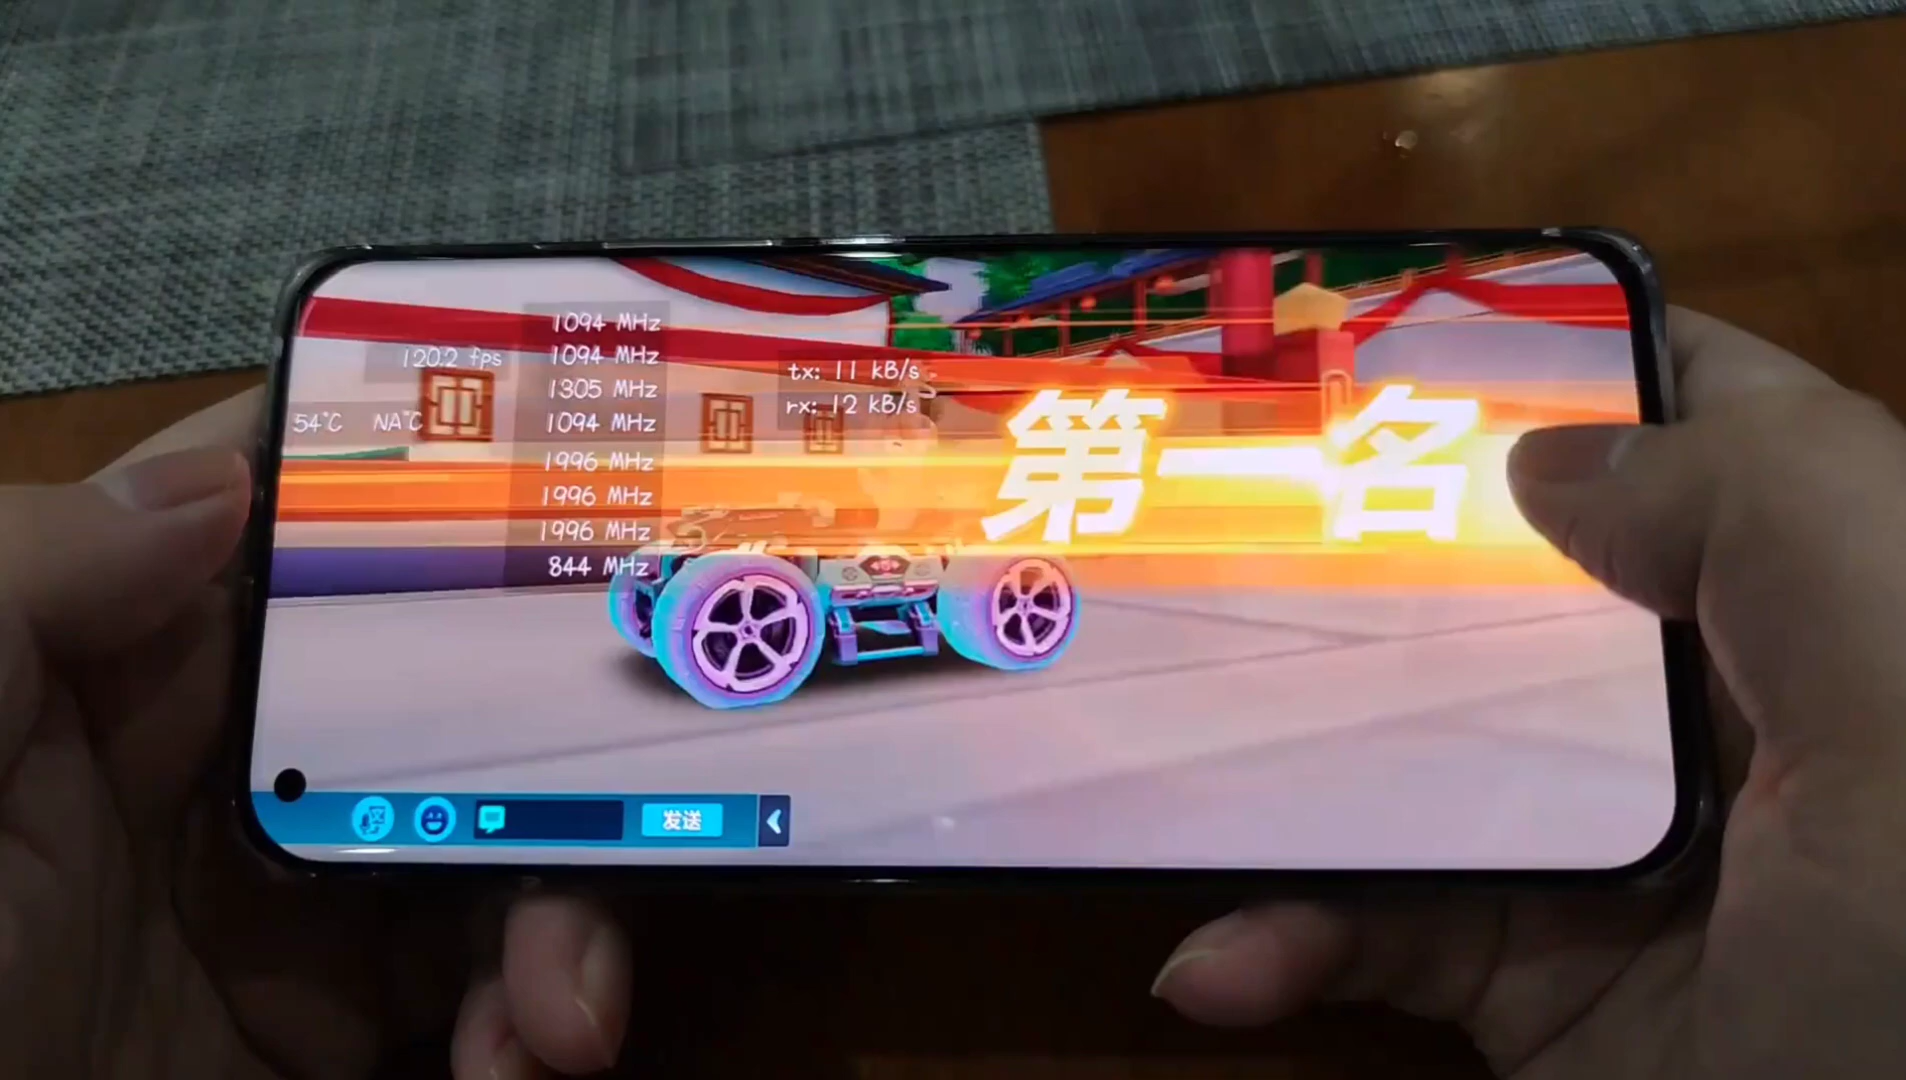 1094 MHz
120.2 fps
1094 MHz
tx: 11 kB/s
1305 MHz
rx: 12 kB/s
54°C NA°C
1094 MHz
1996 MHz
1996 MHz
1996 MHz
844 MHz
第一名
发送